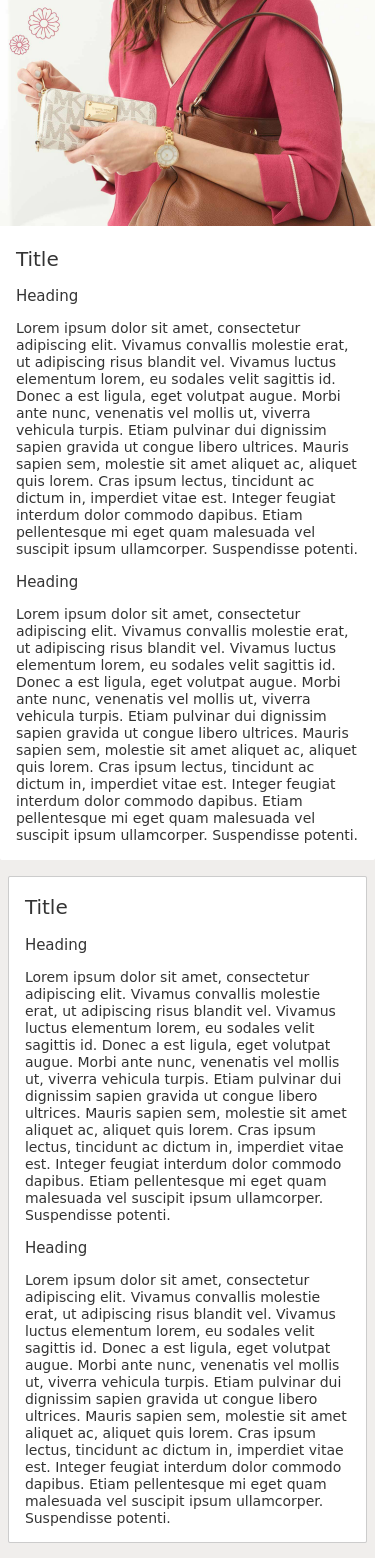 Title
Heading
Lorem ipsum dolor sit amet, consectetur
adipiscing elit. Vivamus convallis molestie erat,
ut adipiscing risus blandit vel. Vivamus luctus
elementum lorem, eu sodales velit sagittis id.
Donec a est ligula, eget volutpat augue. Morbi
ante nunc, venenatis vel mollis ut, viverra
vehicula turpis. Etiam pulvinar dui dignissim
sapien gravida ut congue libero ultrices. Mauris
sapien sem, molestie sit amet aliquet ac, aliquet
quis lorem. Cras ipsum lectus, tincidunt ac
dictum in, imperdiet vitae est. Integer feugiat
interdum dolor commodo dapibus. Etiam
pellentesque mi eget quam malesuada vel
suscipit ipsum ullamcorper. Suspendisse potenti.
Heading
Lorem ipsum dolor sit amet, consectetur
adipiscing elit. Vivamus convallis molestie erat,
ut adipiscing risus blandit vel. Vivamus luctus
elementum lorem, eu sodales velit sagittis id.
Donec a est ligula, eget volutpat augue. Morbi
ante nunc, venenatis vel mollis ut, viverra
vehicula turpis. Etiam pulvinar dui dignissim
sapien gravida ut congue libero ultrices. Mauris
sapien sem, molestie sit amet aliquet ac, aliquet
quis lorem. Cras ipsum lectus, tincidunt ac
dictum in, imperdiet vitae est. Integer feugiat
interdum dolor commodo dapibus. Etiam
pellentesque mi eget quam malesuada vel
suscipit ipsum ullamcorper. Suspendisse potenti.
Title
Heading
Lorem ipsum dolor sit amet, consectetur
adipiscing elit. Vivamus convallis molestie
erat, ut adipiscing risus blandit vel. Vivamus
luctus elementum lorem, eu sodales velit
sagittis id. Donec a est ligula, eget volutpat
augue. Morbi ante nunc, venenatis vel mollis
ut, viverra vehicula turpis. Etiam pulvinar dui
dignissim sapien gravida ut congue libero
ultrices. Mauris sapien sem, molestie sit amet
aliquet ac, aliquet quis lorem. Cras ipsum
lectus, tincidunt ac dictum in, imperdiet vitae
est. Integer feugiat interdum dolor commodo
dapibus. Etiam pellentesque mi eget quam
malesuada vel suscipit ipsum ullamcorper.
Suspendisse potenti.
Heading
Lorem ipsum dolor sit amet, consectetur
adipiscing elit. Vivamus convallis molestie
erat, ut adipiscing risus blandit vel. Vivamus
luctus elementum lorem, eu sodales velit
sagittis id. Donec a est ligula, eget volutpat
augue. Morbi ante nunc, venenatis vel mollis
ut, viverra vehicula turpis. Etiam pulvinar dui
dignissim sapien gravida ut congue libero
ultrices. Mauris sapien sem, molestie sit amet
aliquet ac, aliquet quis lorem. Cras ipsum
lectus, tincidunt ac dictum in, imperdiet vitae
est. Integer feugiat interdum dolor commodo
dapibus. Etiam pellentesque mi eget quam
malesuada vel suscipit ipsum ullamcorper.
Suspendisse potenti.